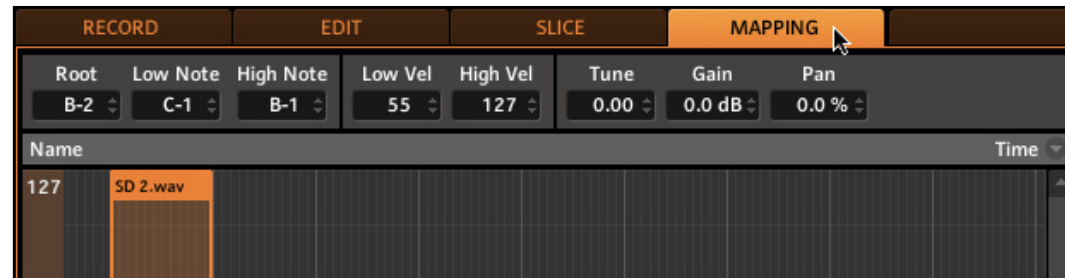 RECORD EDIT SLICE MAPPING
Root Low Note High Note Low Vel High Vel Tune Gain Pan
B-2 C-1 B-1 55 127 0.00 0.0 dB 0.0 %
Name Time
127 SD 2.wav